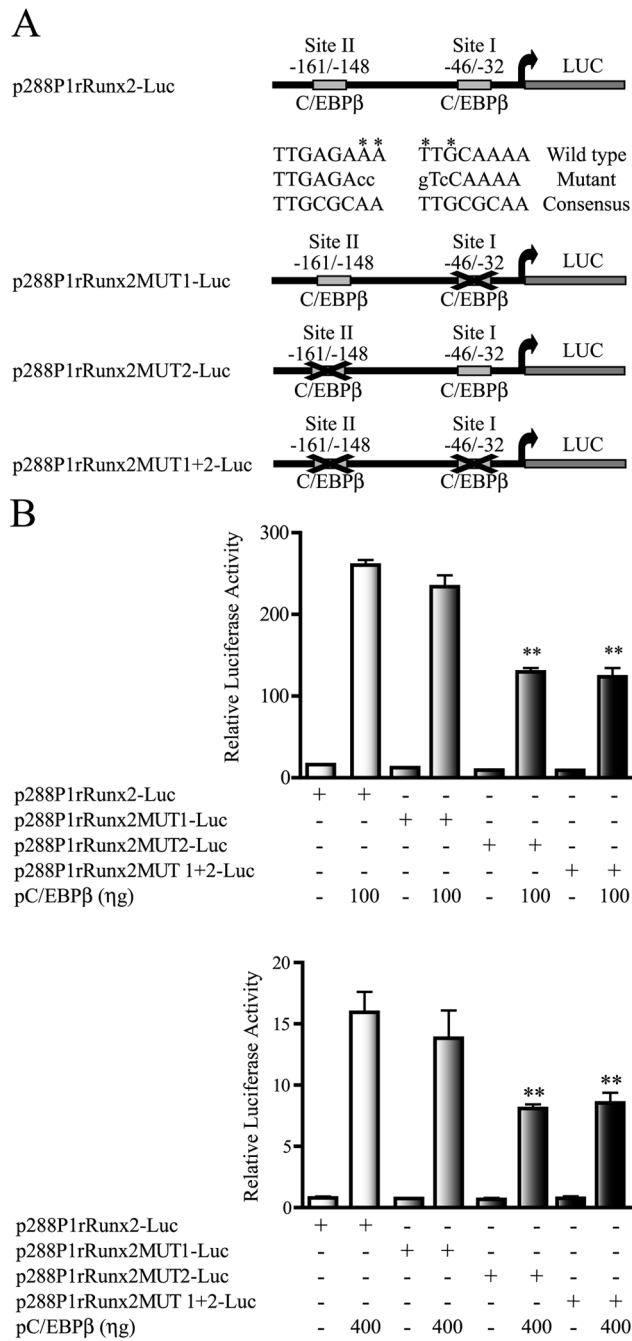 A
Site II Site I
-161/-148 -46/-32 LUC
p288P1rRunx2-Luc
C/EBPβ C/EBPβ
** * *
TTGAGAAA TTGCAAAA Wild type
TTGAGAcc gTcCAAAA Mutant
TTGCGCAA TTGCGCAA Consensus
Site II Site I
-161/-148 -46/-32 LUC
p288P1rRunx2MUT1-Luc
C/EBPβ C/EBPβ
Site II Site I
-161/-148 -46/-32 LUC
p288P1rRunx2MUT2-Luc
C/EBPβ C/EBPβ
Site II Site I
-161/-148 -46/-32 LUC
p288P1rRunx2MUT1+2-Luc
C/EBPβ C/EBPβ
B
Relative Luciferase Activity
300
200
100
0
** **
p288P1rRunx2-Luc + + - - - - - -
p288P1rRunx2MUT1-Luc - - + + - - - -
p288P1rRunx2MUT2-Luc - - - - + + - -
p288P1rRunx2MUT 1+2-Luc - - - - - - + +
pC/EBPβ (ηg) - 100 - 100 - 100 - 100
Relative Luciferase Activity
20
15
10
5
0
** **
p288P1rRunx2-Luc + + - - - - - -
p288P1rRunx2MUT1-Luc - - + + - - - -
p288P1rRunx2MUT2-Luc - - - - + + - -
p288P1rRunx2MUT 1+2-Luc - - - - - - + +
pC/EBPβ (ηg) - 400 - 400 - 400 - 400